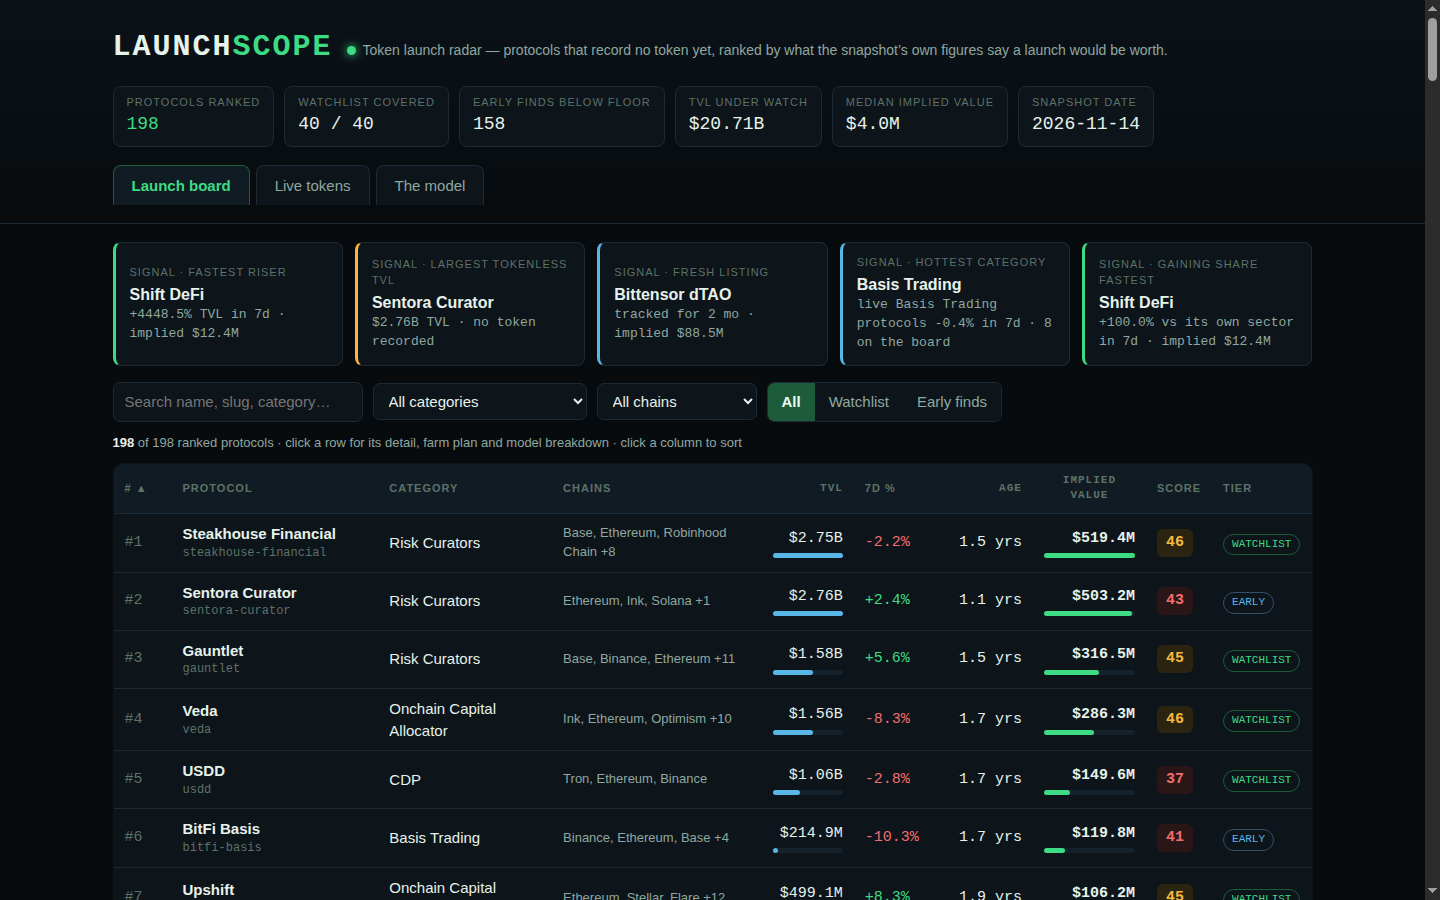 LAUNCHSCOPE Token launch radar — protocols that record no token yet, ranked by what the snapshot's own figures say a launch would be worth.
PROTOCOLS RANKED
198
WATCHLIST COVERED
40 / 40
EARLY FINDS BELOW FLOOR
158
TVL UNDER WATCH
$20.71B
MEDIAN IMPLIED VALUE
$4.0M
SNAPSHOT DATE
2026-11-14
Launch board
Live tokens
The model
SIGNAL · FASTEST RISER
Shift DeFi
+4448.5% TVL in 7d ·
implied $12.4M
SIGNAL · LARGEST TOKENLESS
TVL
Sentora Curator
$2.76B TVL · no token
recorded
SIGNAL · FRESH LISTING
Bittensor dTAO
tracked for 2 mo ·
implied $88.5M
SIGNAL · HOTTEST CATEGORY
Basis Trading
live Basis Trading
protocols -0.4% in 7d · 8
on the board
SIGNAL · GAINING SHARE
FASTEST
Shift DeFi
+100.0% vs its own sector
in 7d · implied $12.4M
Search name, slug, category…
All categories
All chains
All
Watchlist
Early finds
198 of 198 ranked protocols · click a row for its detail, farm plan and model breakdown · click a column to sort
# ▲ PROTOCOL CATEGORY CHAINS TVL 7D % AGE IMPLIED VALUE SCORE TIER
#1 Steakhouse Financial Risk Curators Base, Ethereum, Robinhood $2.75B -2.2% 1.5 yrs $519.4M 46 WATCHLIST
steakhouse-financial Chain +8
#2 Sentora Curator Risk Curators Ethereum, Ink, Solana +1 $2.76B +2.4% 1.1 yrs $503.2M 43 EARLY
sentora-curator
#3 Gauntlet Risk Curators Base, Binance, Ethereum +11 $1.58B +5.6% 1.5 yrs $316.5M 45 WATCHLIST
gauntlet
#4 Veda Onchain Capital Ink, Ethereum, Optimism +10 $1.56B -8.3% 1.7 yrs $286.3M 46 WATCHLIST
veda Allocator
#5 USDD CDP Tron, Ethereum, Binance $1.06B -2.8% 1.7 yrs $149.6M 37 WATCHLIST
usdd
#6 BitFi Basis Basis Trading Binance, Ethereum, Base +4 $214.9M -10.3% 1.7 yrs $119.8M 41 EARLY
bitfi-basis
#7 Upshift Onchain Capital Ethereum, Stellar, Flare +12 $499.1M +8.3% 1.9 yrs $106.2M 45 WATCHLIST